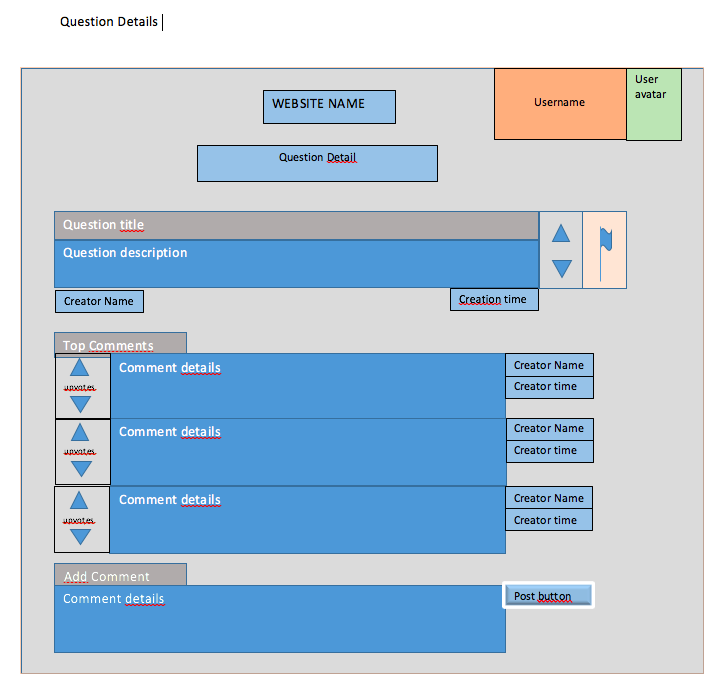 Question Details
User
avatar
WEBSITE NAME
Username
Question Detail
Question title
Question description
Creator Name
Creation time
Top Comments
Comment details
Creator Name
upvotes
Creator time
Comment details
Creator Name
upvotes
Creator time
Comment details
Creator Name
upvotes
Creator time
Add Comment
Comment details
Post button